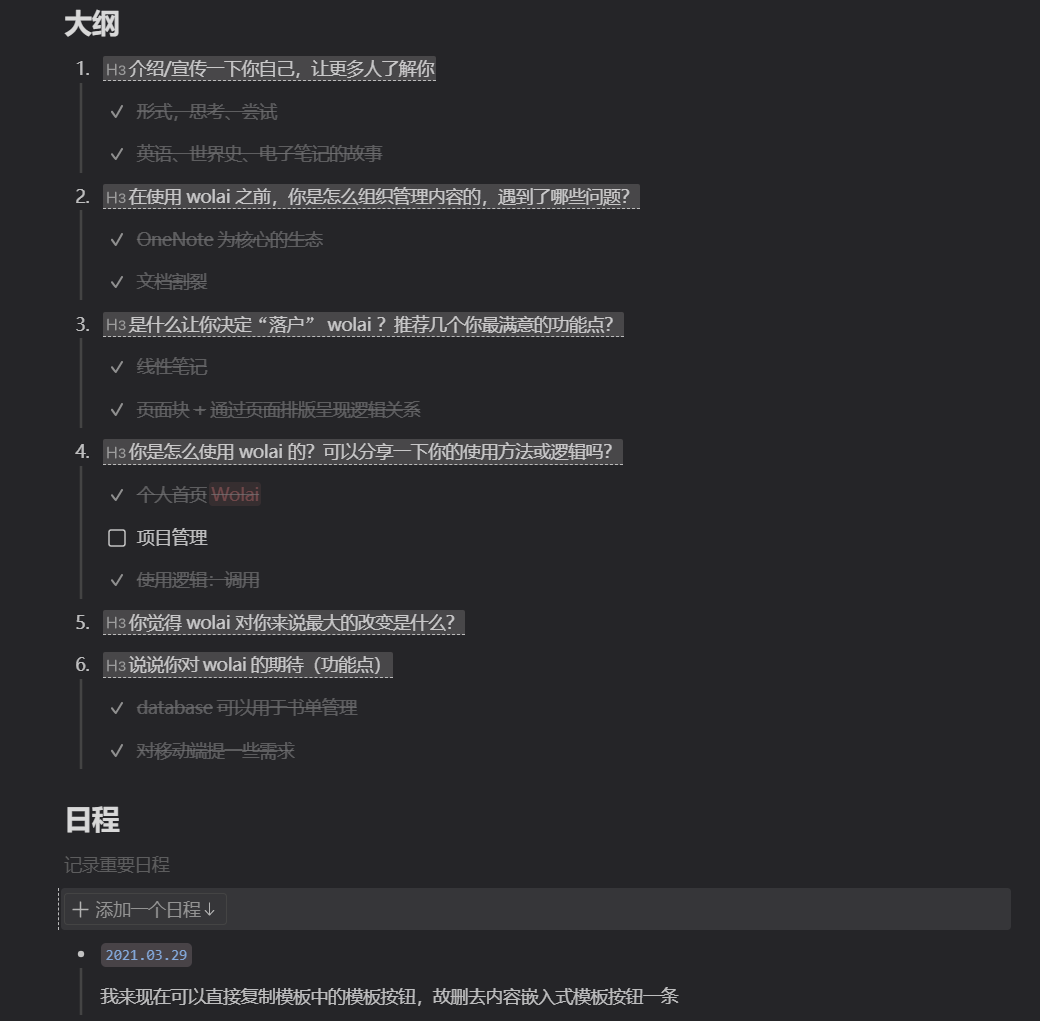 大纲
1. H3 介绍/宣传一下你自己，让更多人了解你
形式，思考、尝试
英语、世界史、电子笔记的故事
2. H3 在使用 wolai 之前，你是怎么组织管理内容的，遇到了哪些问题？
OneNote 为核心的生态
文档割裂
3. H3 是什么让你决定“落户” wolai ？推荐几个你最满意的功能点？
线性笔记
页面块 + 通过页面排版呈现逻辑关系
4. H3 你是怎么使用 wolai 的？可以分享一下你的使用方法或逻辑吗？
个人首页 Wolai
项目管理
使用逻辑：调用
5. H3 你觉得 wolai 对你来说最大的改变是什么？
6. H3 说说你对 wolai 的期待（功能点）
database 可以用于书单管理
对移动端提一些需求
日程
记录重要日程
+ 添加一个日程↓
2021.03.29
我来现在可以直接复制模板中的模板按钮，故删去内容嵌入式模板按钮一条